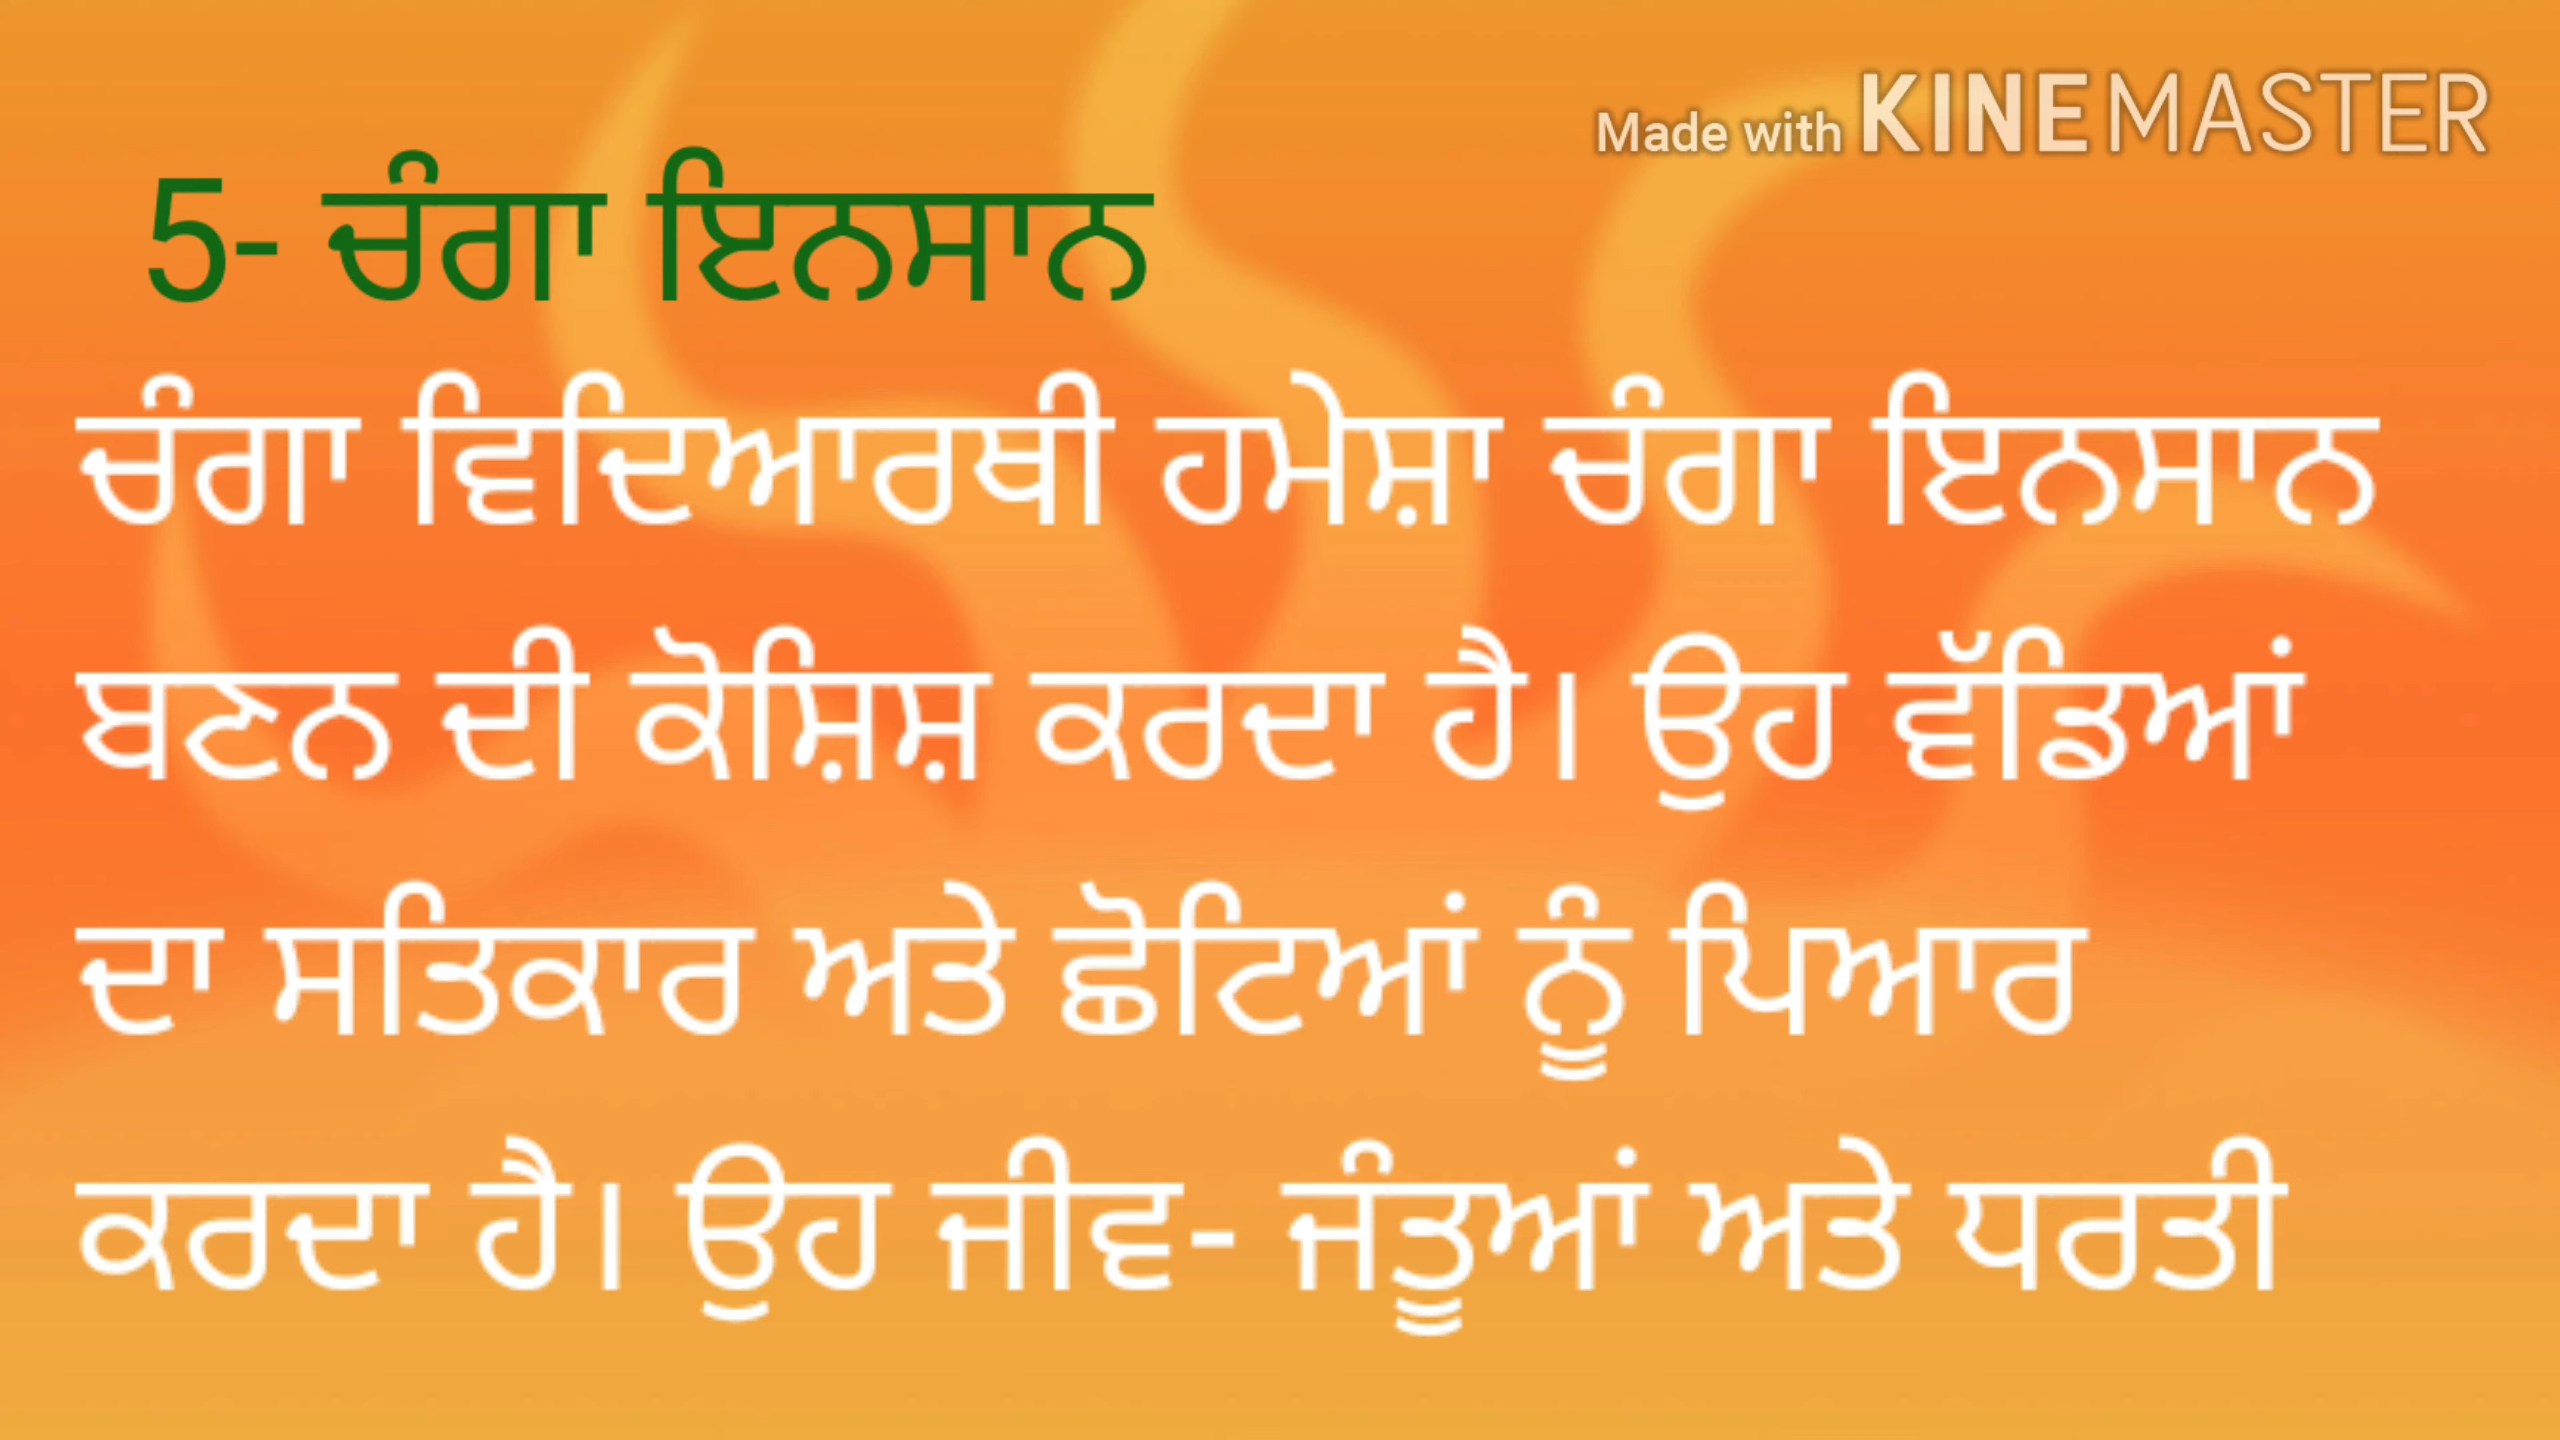 Made with KINEMASTER
5- ਚੰਗਾ ਇਨਸਾਨ
ਚੰਗਾ ਵਿਦਿਆਰਥੀ ਹਮੇਸ਼ਾ ਚੰਗਾ ਇਨਸਾਨ
ਬਣਨ ਦੀ ਕੋਸ਼ਿਸ਼ ਕਰਦਾ ਹੈ। ਉਹ ਵੱਡਿਆਂ
ਦਾ ਸਤਿਕਾਰ ਅਤੇ ਛੋਟਿਆਂ ਨੂੰ ਪਿਆਰ
ਕਰਦਾ ਹੈ। ਉਹ ਜੀਵ- ਜੰਤੂਆਂ ਅਤੇ ਧਰਤੀ